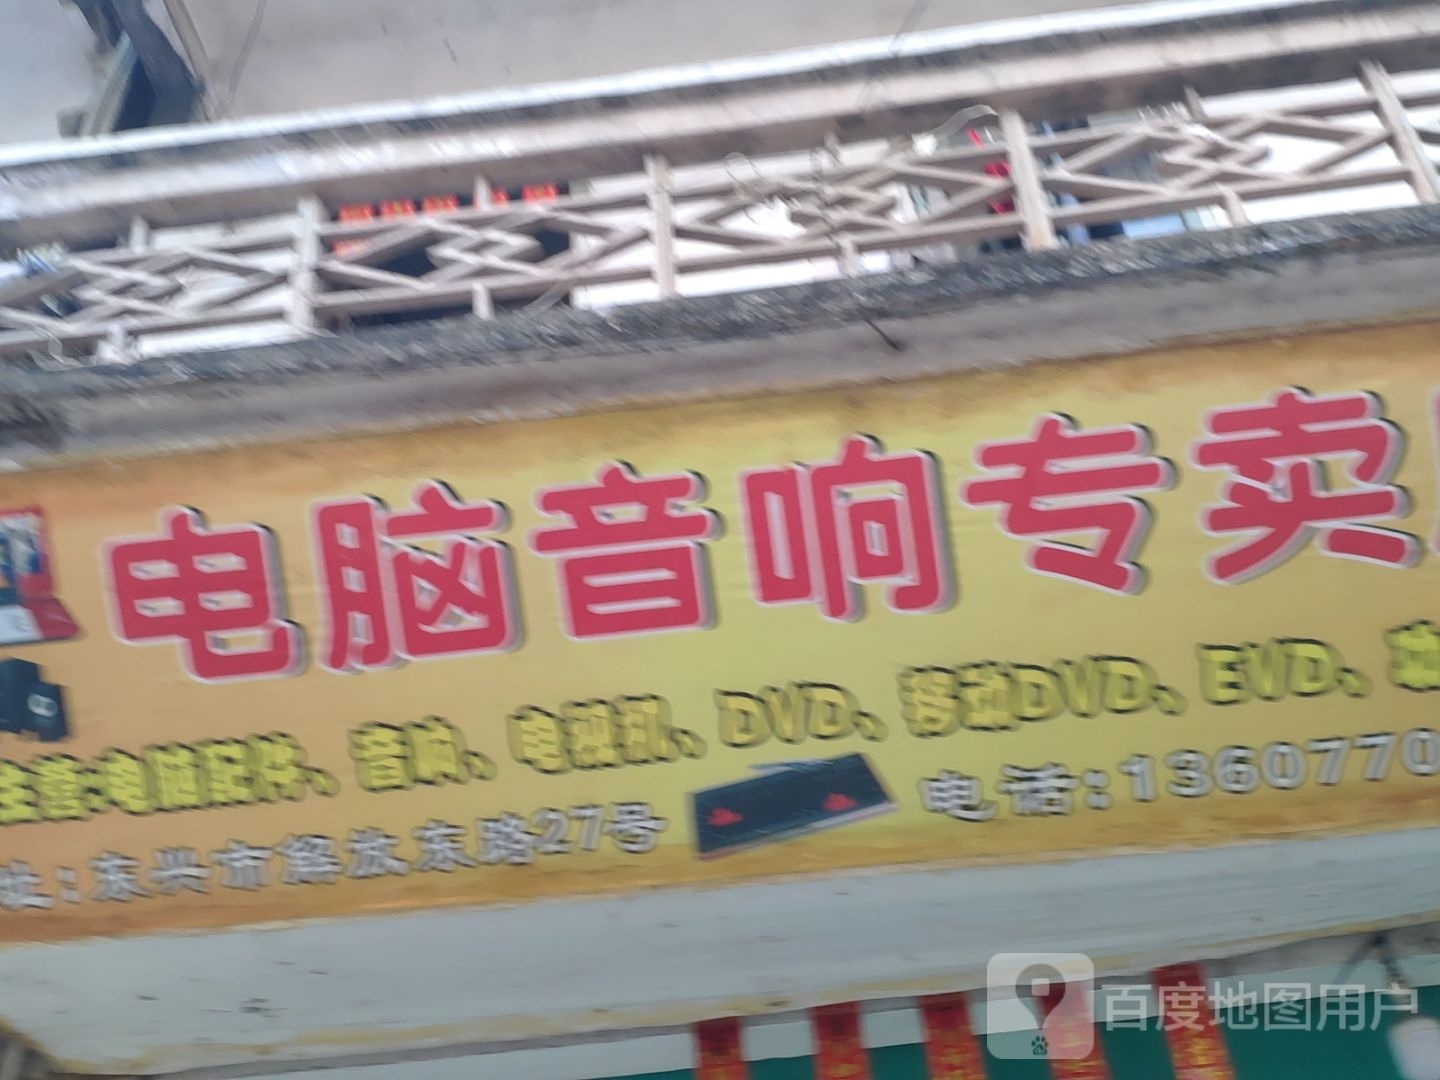 电脑音响专卖
主营:电脑配件、音响、电视机、DVD、移动DVD、EVD、功
址:东兴市解放东路27号
电话:13607770
百度地图用户